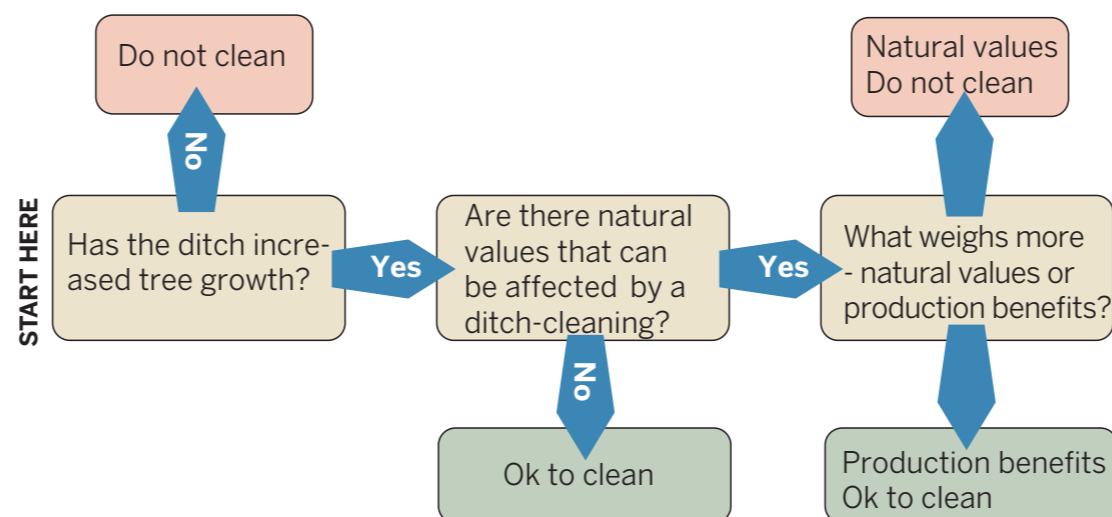 Do not clean
Natural values
Do not clean
No
START HERE
Has the ditch incre-
ased tree growth?
Yes
Are there natural
values that can
be affected by a
ditch-cleaning?
Yes
What weighs more
- natural values or
production benefits?
No
Ok to clean
Production benefits
Ok to clean